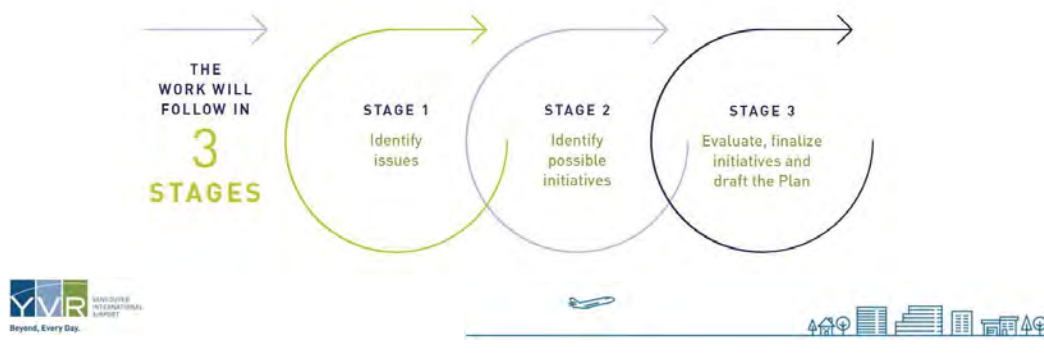 THE
WORK WILL
FOLLOW IN
3
STAGES
STAGE 1
Identify
issues
STAGE 2
Identify
possible
initiatives
STAGE 3
Evaluate, finalize
initiatives and
draft the Plan
YVR
VANCOUVER
INTERNATIONAL
AIRPORT
Beyond, Every Day.